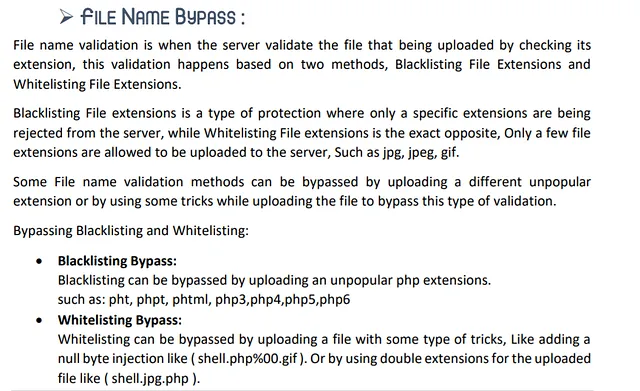 ➢ File Name Bypass :
File name validation is when the server validate the file that being uploaded by checking its
extension, this validation happens based on two methods, Blacklisting File Extensions and
Whitelisting File Extensions.
Blacklisting File extensions is a type of protection where only a specific extensions are being
rejected from the server, while Whitelisting File extensions is the exact opposite, Only a few file
extensions are allowed to be uploaded to the server, Such as jpg, jpeg, gif.
Some File name validation methods can be bypassed by uploading a different unpopular
extension or by using some tricks while uploading the file to bypass this type of validation.
Bypassing Blacklisting and Whitelisting:
• Blacklisting Bypass:
Blacklisting can be bypassed by uploading an unpopular php extensions.
such as: pht, phpt, phtml, php3,php4,php5,php6
• Whitelisting Bypass:
Whitelisting can be bypassed by uploading a file with some type of tricks, Like adding a
null byte injection like ( shell.php%00.gif ). Or by using double extensions for the uploaded
file like ( shell.jpg.php ).